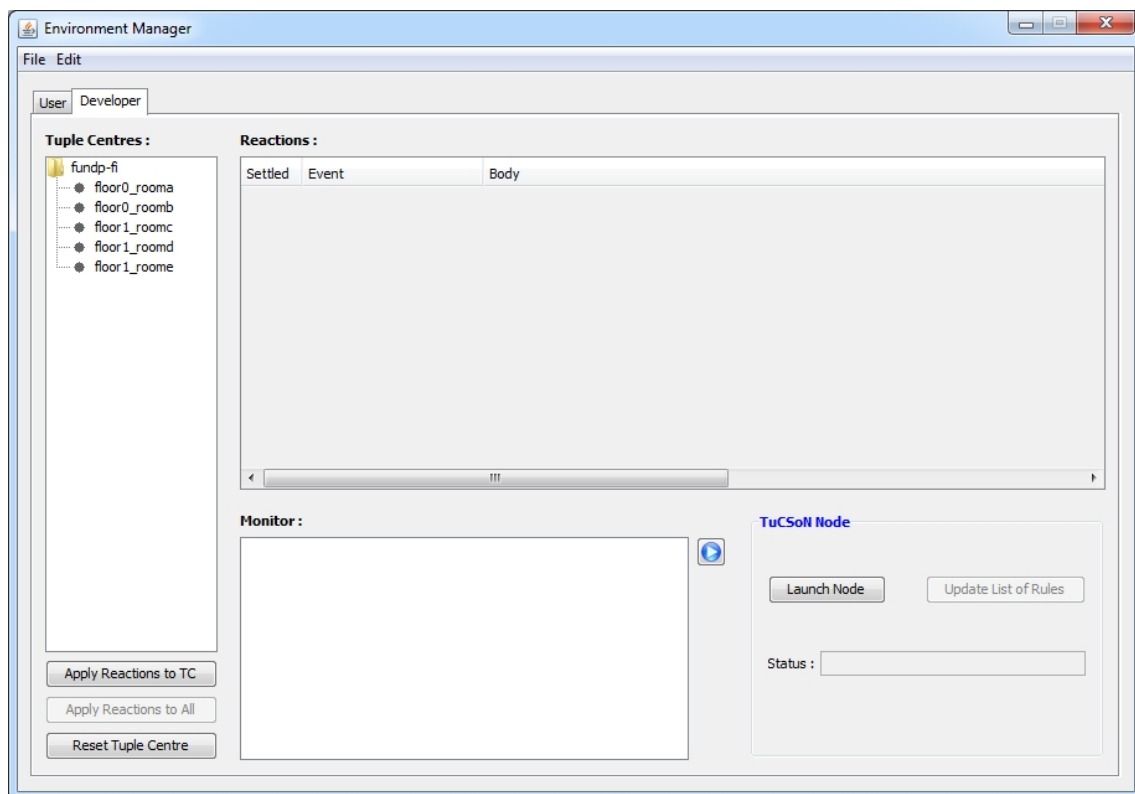 Environment Manager
File Edit
User Developer
Tuple Centres : Reactions :
fundp-fi
floor0_rooma
floor0_roomb
floor1_roomc
floor1_roomd
floor1_roome
Settled Event Body
Monitor :
TuCSoN Node
Launch Node Update List of Rules
Status :
Apply Reactions to TC
Apply Reactions to All
Reset Tuple Centre